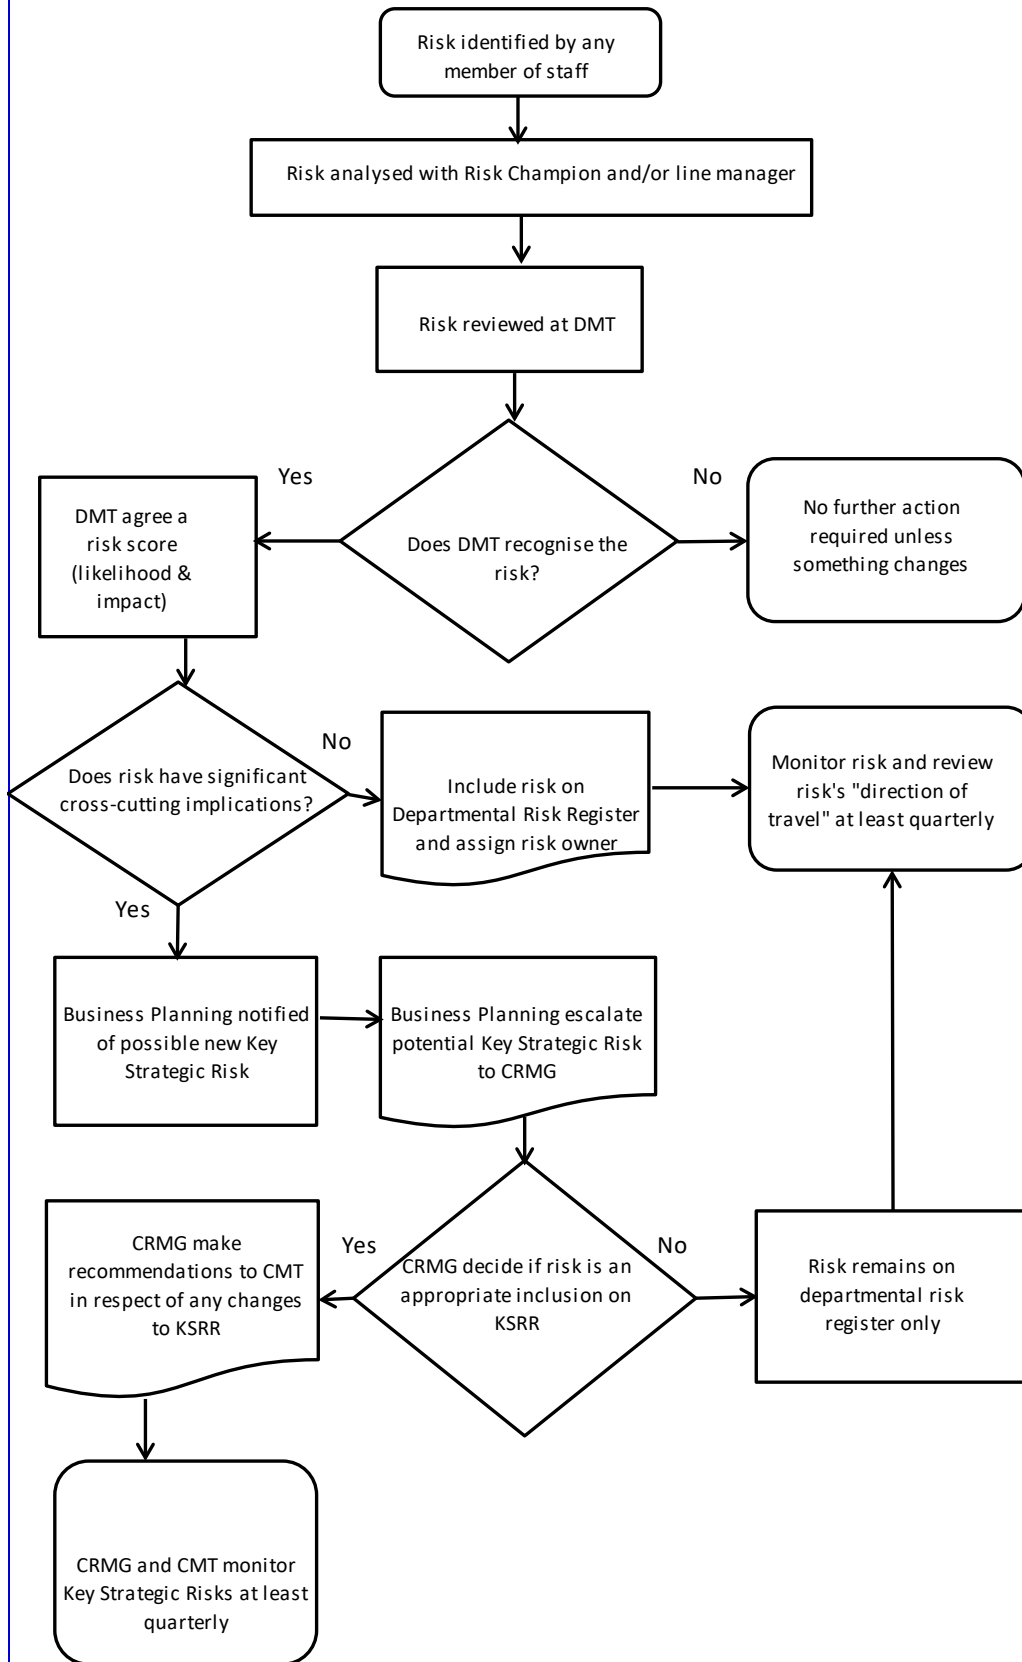 Risk identified by any
member of staff
Risk analysed with Risk Champion and/or line manager
Risk reviewed at DMT
Yes
No
DMT agree a
risk score
(likelihood &
impact)
Does DMT recognise the
risk?
No further action
required unless
something changes
Does risk have significant
cross-cutting implications?
No
Include risk on
Departmental Risk Register
and assign risk owner
Monitor risk and review
risk's "direction of
travel" at least quarterly
Yes
Business Planning notified
of possible new Key
Strategic Risk
Business Planning escalate
potential Key Strategic Risk
to CRMG
CRMG make
recommendations to CMT
in respect of any changes
to KSRR
Yes
CRMG decide if risk is an
appropriate inclusion on
KSRR
No
Risk remains on
departmental risk
register only
CRMG and CMT monitor
Key Strategic Risks at least
quarterly